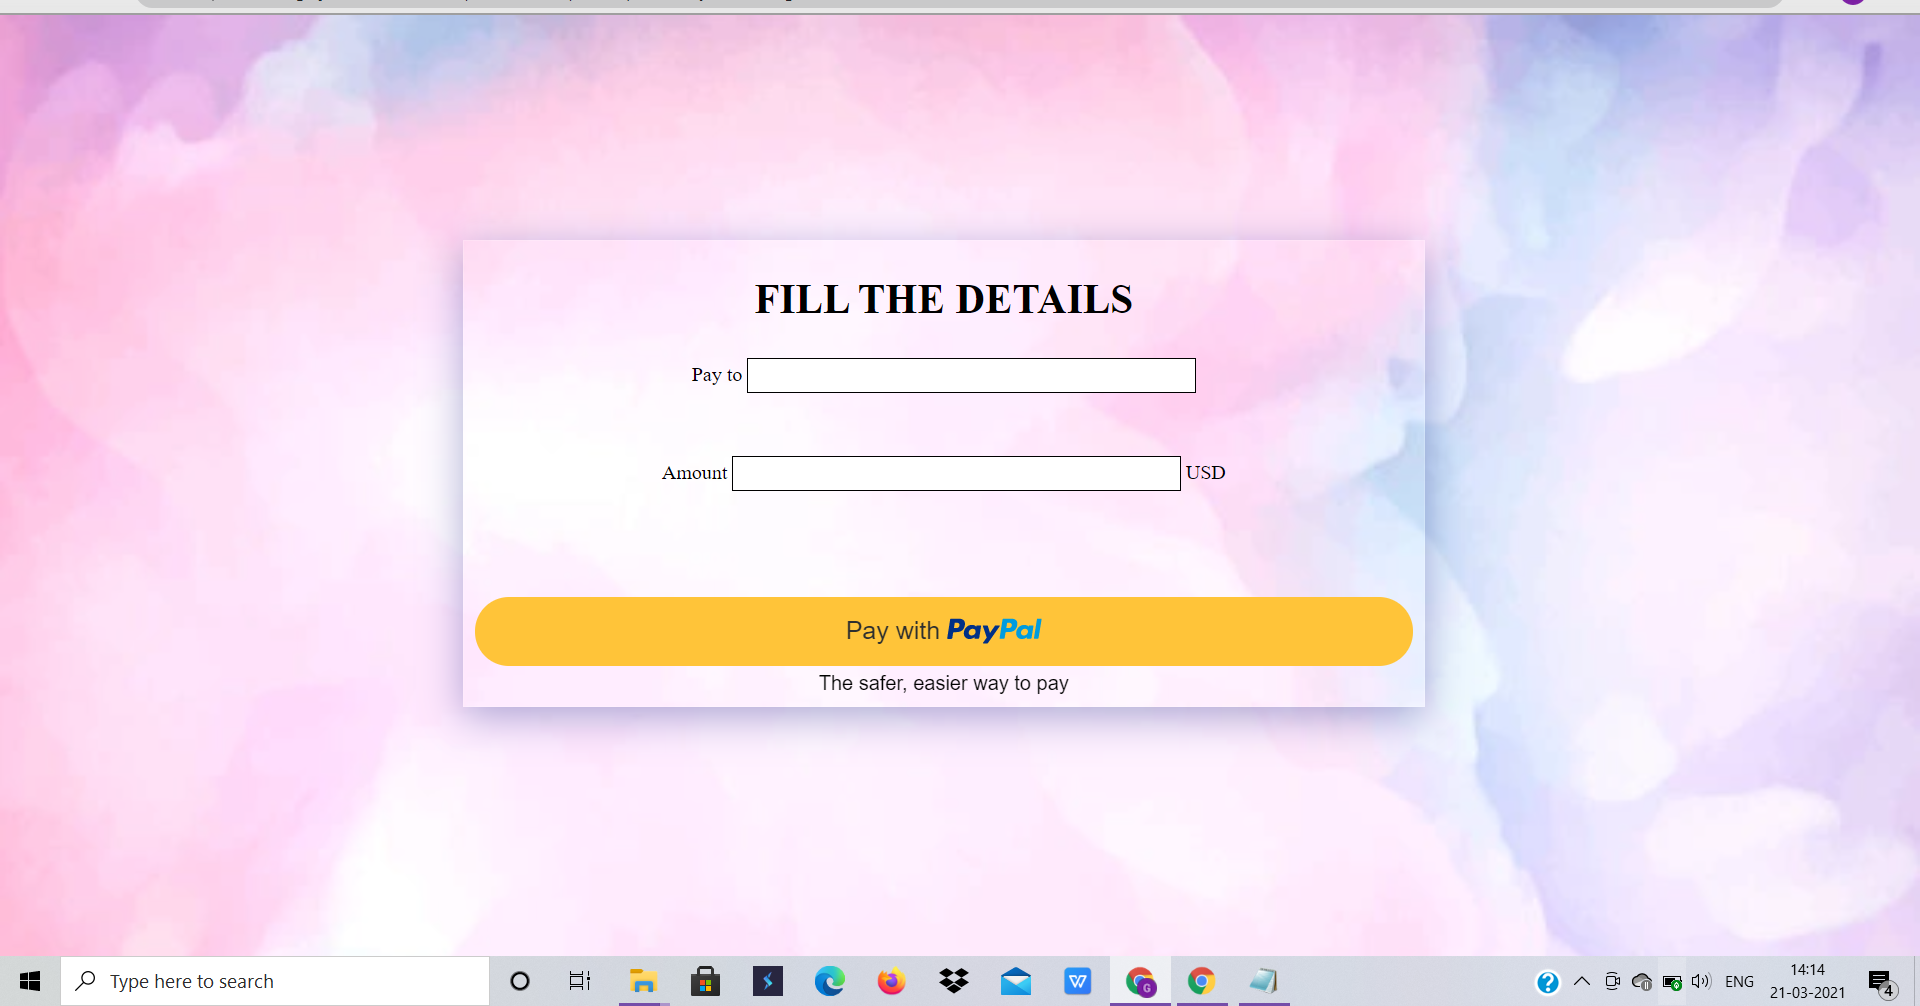 FILL THE DETAILS
Pay to
Amount USD
Pay with PayPal
The safer, easier way to pay
Type here to search
G
ENG
14:14
21-03-2021
4